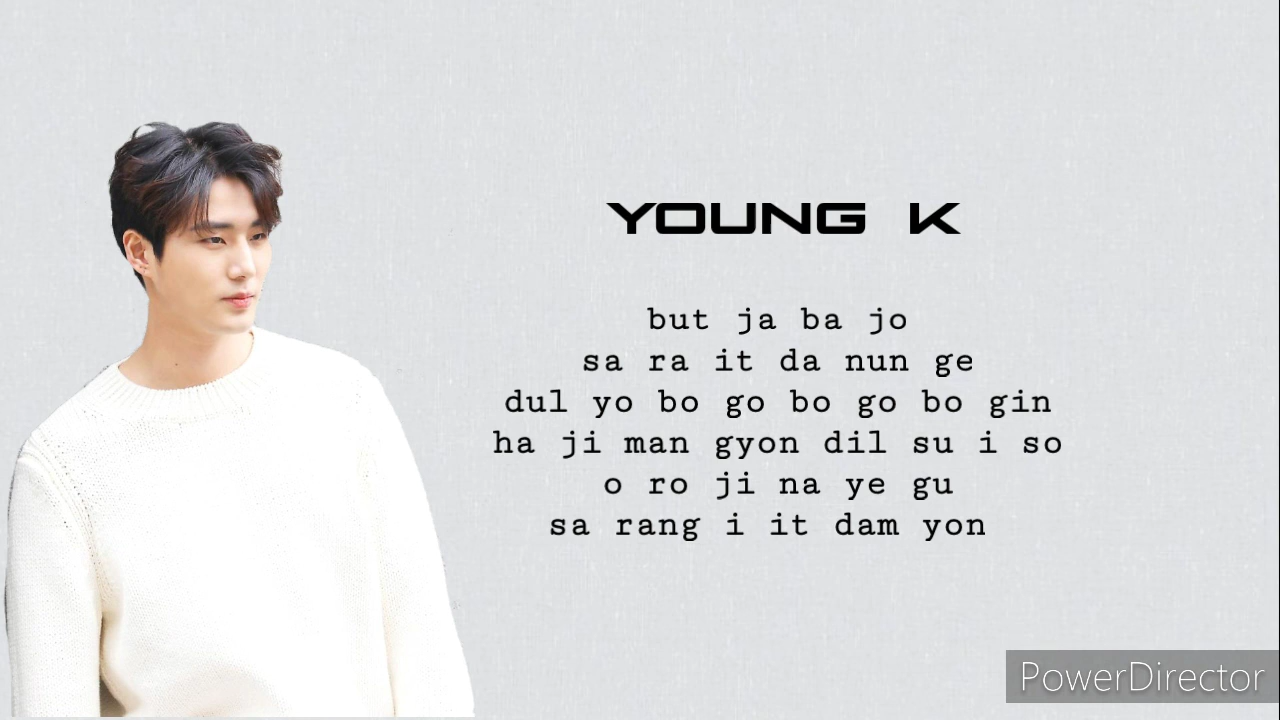 YOUNG K
but ja ba jo
sa ra it da nun ge
dul yo bo go bo go bo gin
ha ji man gyon dil su i so
o ro ji na ye gu
sa rang i it dam yon
PowerDirector